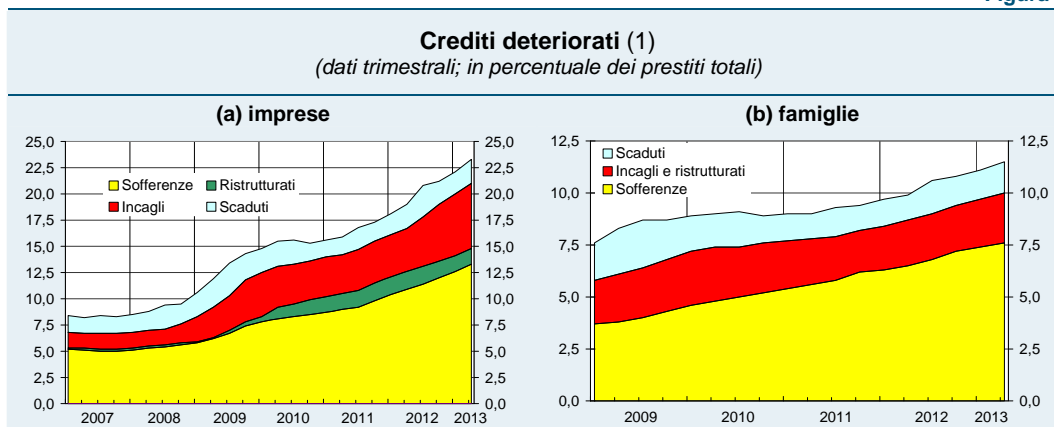 Figura
Crediti deteriorati (1)
(dati trimestrali; in percentuale dei prestiti totali)
(a) imprese
25,0 25,0
22,5 22,5
20,0 20,0
17,5 17,5
15,0 15,0
12,5 12,5
10,0 10,0
7,5 7,5
5,0 5,0
2,5 2,5
0,0 0,0
Sofferenze Ristrutturati
Incagli Scaduti
2007 2008 2009 2010 2011 2012 2013
(b) famiglie
12,5 12,5
10,0 10,0
7,5 7,5
5,0 5,0
2,5 2,5
0,0 0,0
Scaduti
Incagli e ristrutturati
Sofferenze
2009 2010 2011 2012 2013